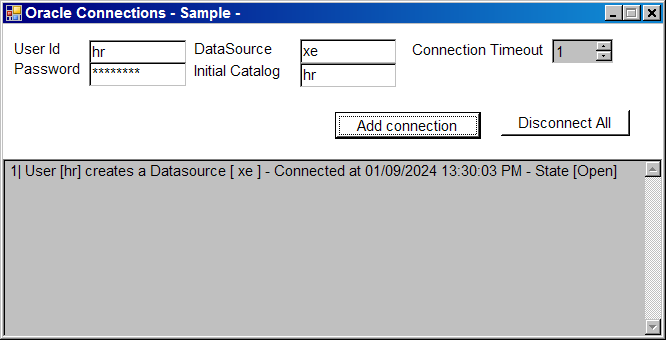 Oracle Connections - Sample -
User Id hr DataSource xe Connection Timeout 1
Password ******** Initial Catalog hr
Add connection Disconnect All
1| User [hr] creates a Datasource [ xe ] - Connected at 01/09/2024 13:30:03 PM - State [Open]